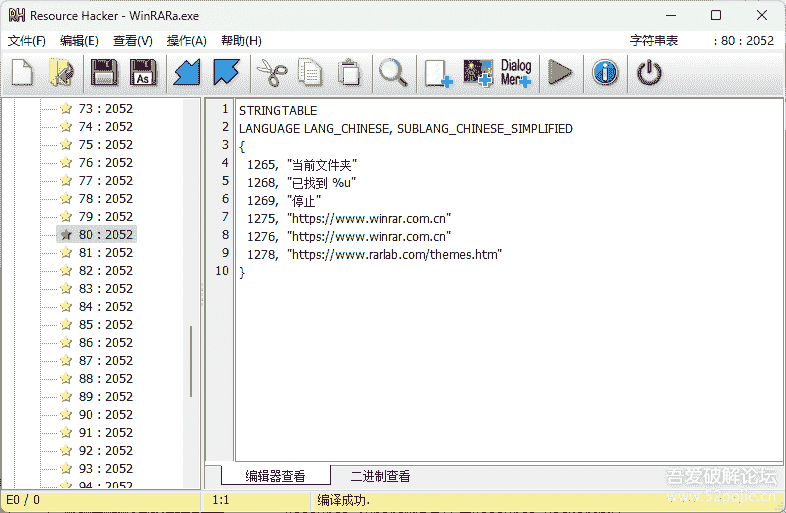 Resource Hacker - WinRARa.exe
文件(F) 编辑(E) 查看(V) 操作(A) 帮助(H) 字符串表 : 80 : 2052
As
Dialog
Menu
73 : 2052
74 : 2052
75 : 2052
76 : 2052
77 : 2052
78 : 2052
79 : 2052
80 : 2052
81 : 2052
82 : 2052
83 : 2052
84 : 2052
85 : 2052
86 : 2052
87 : 2052
88 : 2052
89 : 2052
90 : 2052
91 : 2052
92 : 2052
93 : 2052
94 : 2052
1 STRINGTABLE
2 LANGUAGE LANG_CHINESE, SUBLANG_CHINESE_SIMPLIFIED
3 {
4 1265, "当前文件夹"
5 1268, "已找到 %u"
6 1269, "停止"
7 1275, "https://www.winrar.com.cn"
8 1276, "https://www.winrar.com.cn"
9 1278, "https://www.rarlab.com/themes.htm"
10 }
编辑器查看 二进制查看
吾爱破解论坛
www.52pojie.cn
E0 / 0 1:1 编译成功.